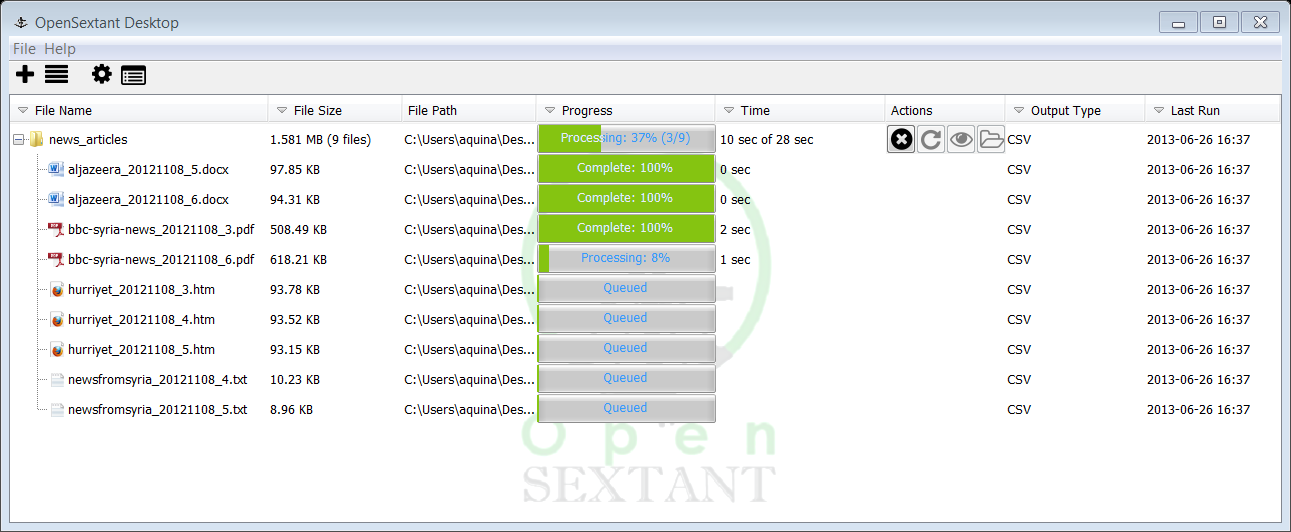 OpenSextant Desktop
File Help
File Name File Size File Path Progress Time Actions Output Type Last Run
news_articles 1.581 MB (9 files) C:\Users\aquina\Des... Processing: 37% (3/9) 10 sec of 28 sec CSV 2013-06-26 16:37
aljazeera_20121108_5.docx 97.85 KB C:\Users\aquina\Des... Complete: 100% 0 sec CSV 2013-06-26 16:37
aljazeera_20121108_6.docx 94.31 KB C:\Users\aquina\Des... Complete: 100% 0 sec CSV 2013-06-26 16:37
PDF bbc-syria-news_20121108_3.pdf 508.49 KB C:\Users\aquina\Des... Complete: 100% 2 sec CSV 2013-06-26 16:37
PDF bbc-syria-news_20121108_6.pdf 618.21 KB C:\Users\aquina\Des... Processing: 8% 1 sec CSV 2013-06-26 16:37
hurriyet_20121108_3.htm 93.78 KB C:\Users\aquina\Des... Queued CSV 2013-06-26 16:37
hurriyet_20121108_4.htm 93.52 KB C:\Users\aquina\Des... Queued CSV 2013-06-26 16:37
hurriyet_20121108_5.htm 93.15 KB C:\Users\aquina\Des... Queued CSV 2013-06-26 16:37
newsfromsyria_20121108_4.txt 10.23 KB C:\Users\aquina\Des... Queued CSV 2013-06-26 16:37
newsfromsyria_20121108_5.txt 8.96 KB C:\Users\aquina\Des... Queued CSV 2013-06-26 16:37
Open
SEXTANT